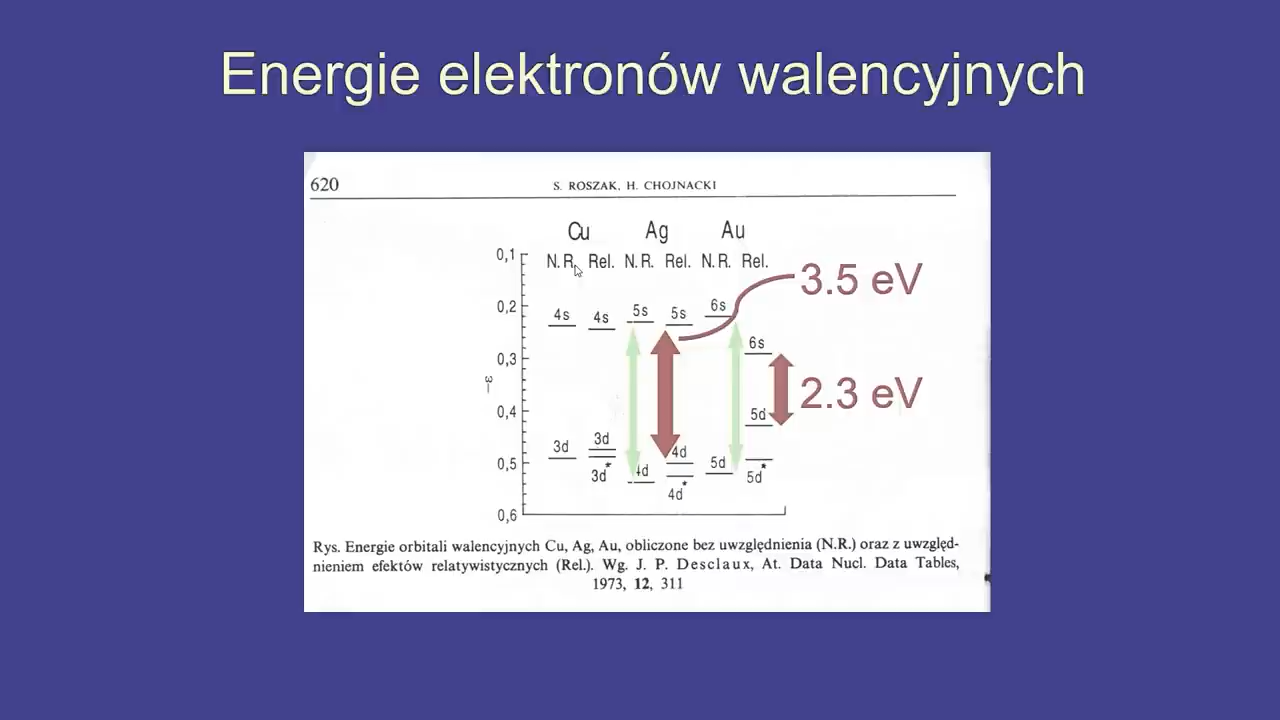 Energie elektronów walencyjnych
620
S. ROSZAK, H. CHOJNACKI
Cu Ag Au
N.R. Rel. N.R. Rel. N.R. Rel.
0,1
3.5 eV
0,2
4s 4s 5s 5s 6s
6s
0,3
-ε
2.3 eV
0,4
5d
3d 3d 4d 4d 5d
0,5
3d* 4d* 5d*
0,6
Rys. Energie orbitali walencyjnych Cu, Ag, Au, obliczone bez uwzględnienia (N.R.) oraz z uwzględ-
nieniem efektów relatywistycznych (Rel.). Wg. J. P. Desclaux, At. Data Nucl. Data Tables,
1973, 12, 311